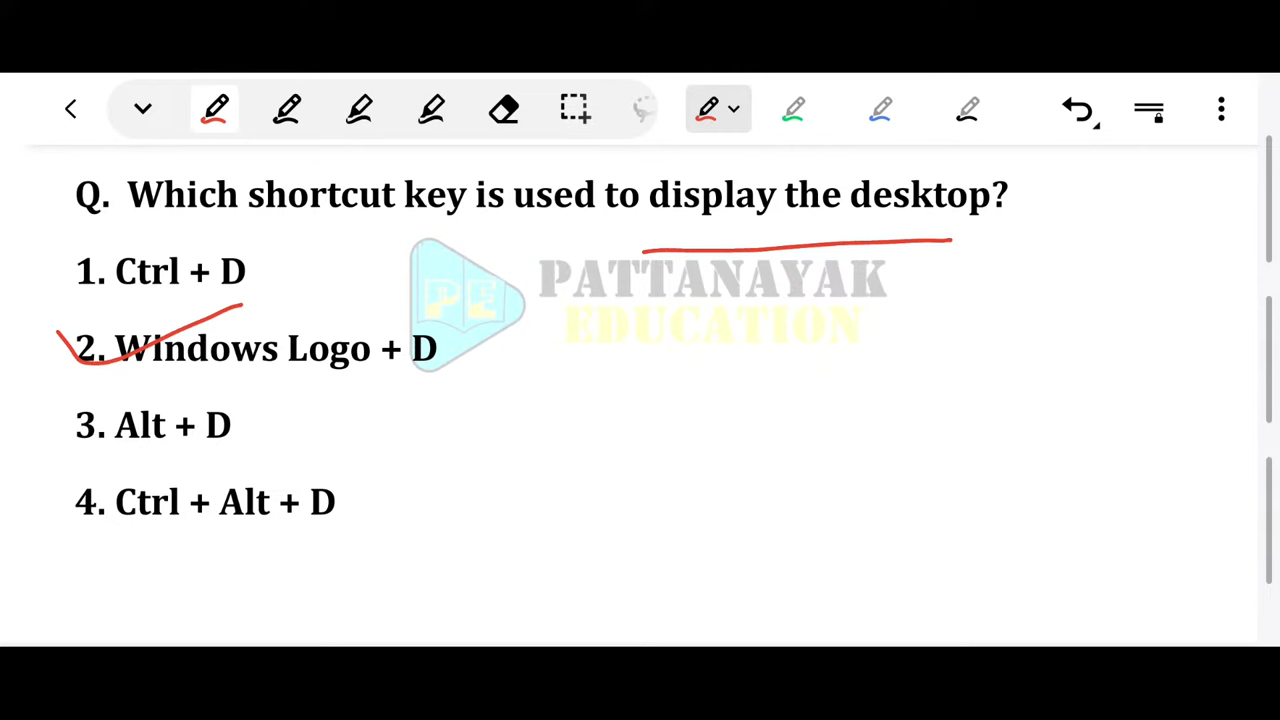 Q. Which shortcut key is used to display the desktop?
1. Ctrl + D
PATTANAYAK
PE
EDUCATION
2. Windows Logo + D
3. Alt + D
4. Ctrl + Alt + D